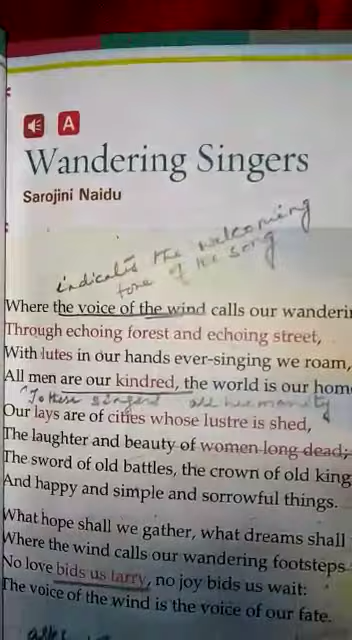 A
Wandering Singers
Sarojini Naidu
indicates the welcoming
tone of the song
Where the voice of the wind calls our wanderi
Through echoing forest and echoing street,
With lutes in our hands ever-singing we roam,
All men are our kindred, the world is our hom
To these singers all humanity
Our lays are of cities whose lustre is shed,
The laughter and beauty of women long dead;
The sword of old battles, the crown of old king
And happy and simple and sorrowful things.
What hope shall we gather, what dreams shall
Where the wind calls our wandering footsteps
No love bids us tarry, no joy bids us wait:
The voice of the wind is the voice of our fate.